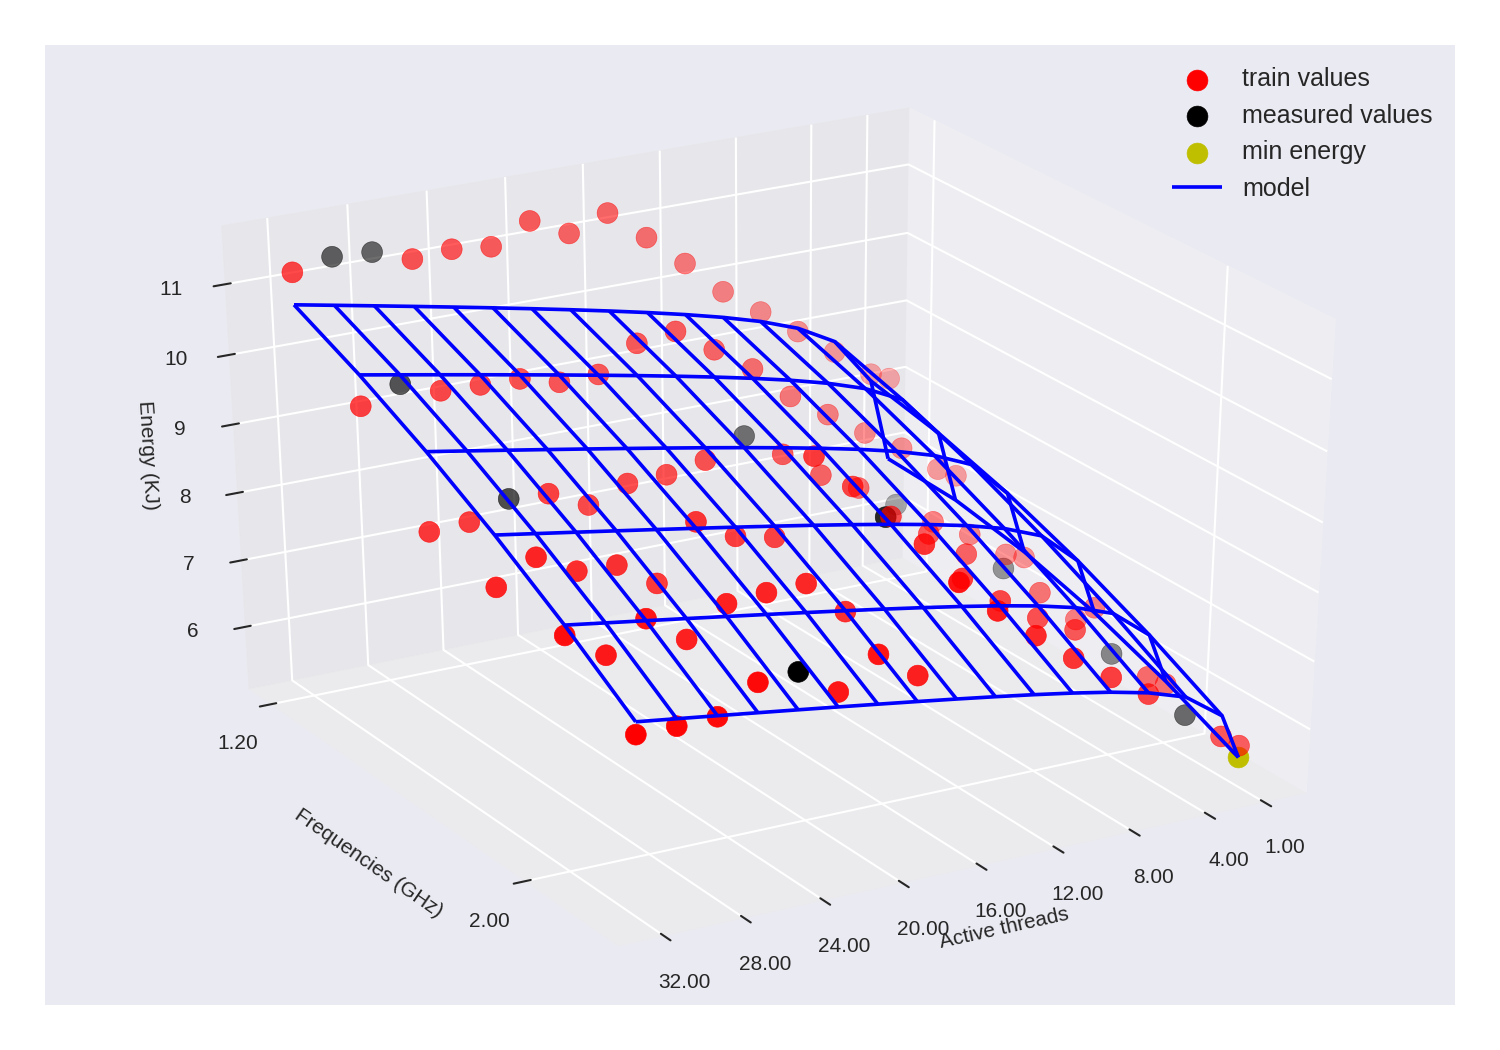 train values
measured values
min energy
model
11
10
9
8
7
6
Energy (KJ)
1.20
2.00
Frequencies (GHz)
32.00
28.00
24.00
20.00
16.00
12.00
8.00
4.00
1.00
Active threads